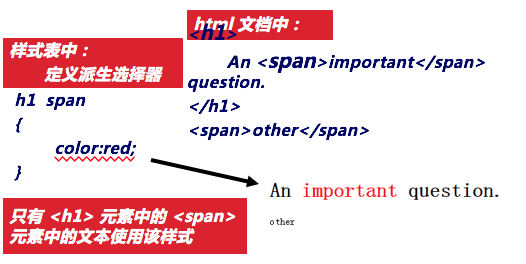 样式表中：
定义派生选择器
h1 span
{
color:red;
}
只有 <h1> 元素中的 <span>
元素中的文本使用该样式
html 文档中：
<h1>
An <span>important</span>
question.
</h1>
<span>other</span>
An important question.
other